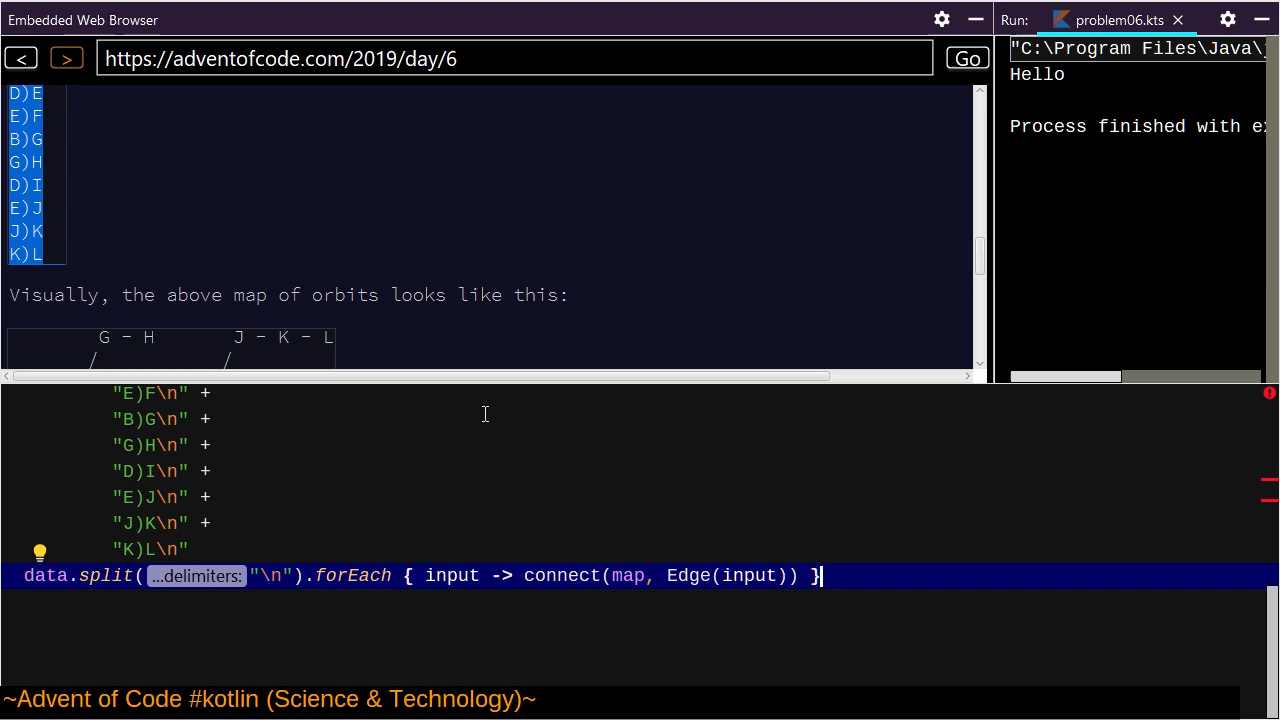 Embedded Web Browser
Run: problem06.kts
< > https://adventofcode.com/2019/day/6 Go
"C:\Program Files\Java\
Hello
Process finished with
D)E
E)F
B)G
G)H
D)I
E)J
J)K
K)L
Visually, the above map of orbits looks like this:
G - H J - K - L
/ /
"E)F\n" +
"B)G\n" +
"G)H\n" +
"D)I\n" +
"E)J\n" +
"J)K\n" +
"K)L\n"
data.split( ...delimiters: "\n").forEach { input -> connect(map, Edge(input)) }
~Advent of Code #kotlin (Science & Technology)~